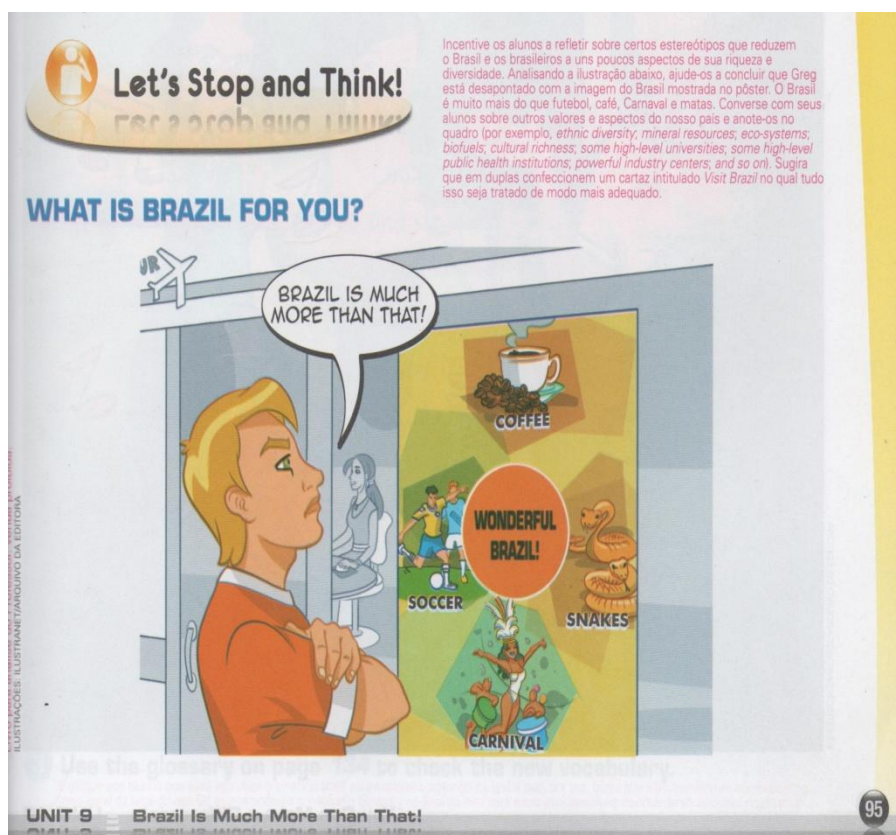 Let's Stop and Think!
Incentive os alunos a refletir sobre certos estereótipos que reduzem
o Brasil e os brasileiros a uns poucos aspectos de sua riqueza e
diversidade. Analisando a ilustração abaixo, ajude-os a concluir que Greg
está desapontado com a imagem do Brasil mostrada no pôster. O Brasil
é muito mais do que futebol, café, Carnaval e matas. Converse com seus
alunos sobre outros valores e aspectos do nosso país e anote-os no
quadro (por exemplo, ethnic diversity; mineral resources; eco-systems;
biofuels; cultural richness; some high-level universities; some high-level
public health institutions; powerful industry centers; and so on). Sugira
que em duplas confeccionem um cartaz intitulado Visit Brazil no qual tudo
isso seja tratado de modo mais adequado.
WHAT IS BRAZIL FOR YOU?
UR
BRAZIL IS MUCH
MORE THAN THAT!
COFFEE
WONDERFUL
BRAZIL!
SOCCER
SNAKES
CARNIVAL
ILUSTRAÇÕES: ILUSTRANET/ARQUIVO DA EDITORA
Use the glossary on page 134 to check the new vocabulary.
UNIT 9 Brazil Is Much More Than That!
95